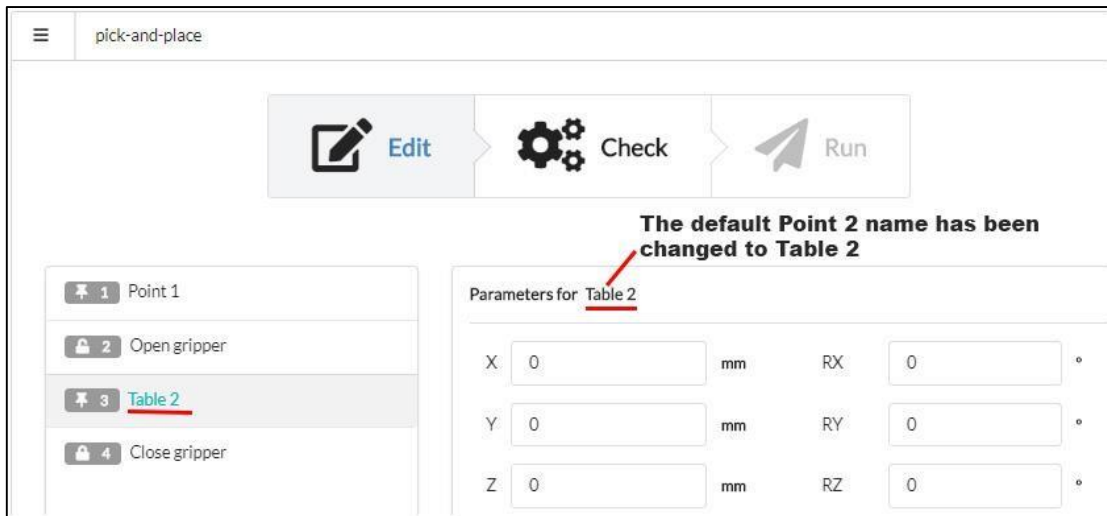 pick-and-place
Edit
Check
Run
The default Point 2 name has been
changed to Table 2
1 Point 1
2 Open gripper
3 Table 2
4 Close gripper
Parameters for Table 2
X 0 mm RX 0 °
Y 0 mm RY 0 °
Z 0 mm RZ 0 °